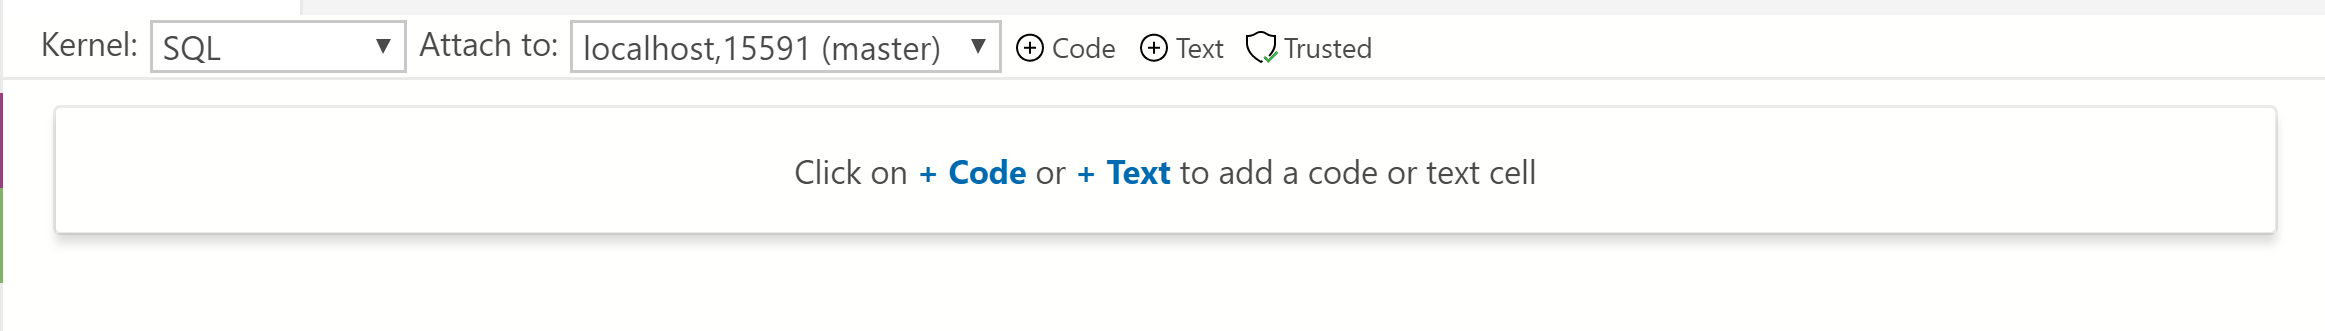 Kernel: SQL Attach to: localhost,15591 (master) Code Text Trusted
Click on + Code or + Text to add a code or text cell